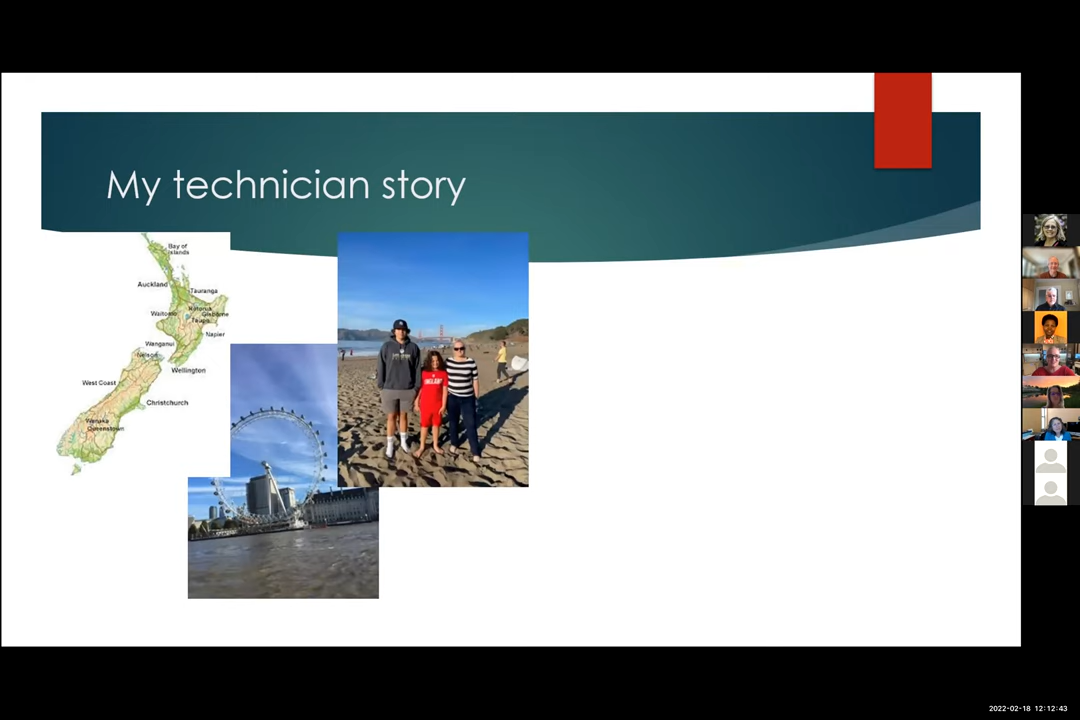 My technician story
Bay of
Islands
Auckland
Tauranga
Rotorua
Waitomo
Gisborne
Taupo
Napier
Wanganui
Nelson
Wellington
West Coast
Christchurch
Wanaka
Queenstown
ENGLAND
2022-02-18 12:12:43